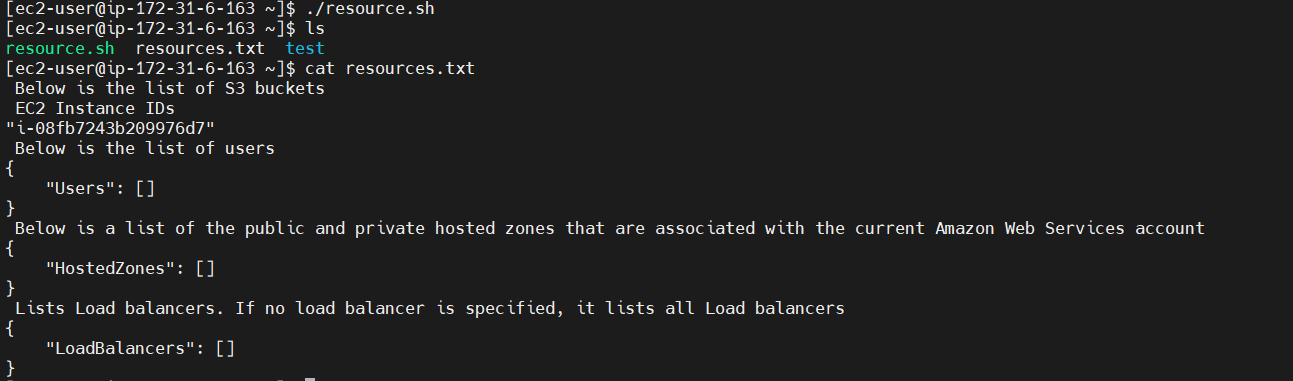 [ec2-user@ip-172-31-6-163 ~]$ ./resource.sh
[ec2-user@ip-172-31-6-163 ~]$ ls
resource.sh  resources.txt  test
[ec2-user@ip-172-31-6-163 ~]$ cat resources.txt
 Below is the list of S3 buckets
 EC2 Instance IDs
"i-08fb7243b209976d7"
 Below is the list of users
{
    "Users": []
}
 Below is a list of the public and private hosted zones that are associated with the current Amazon Web Services account
{
    "HostedZones": []
}
 Lists Load balancers. If no load balancer is specified, it lists all Load balancers
{
    "LoadBalancers": []
}